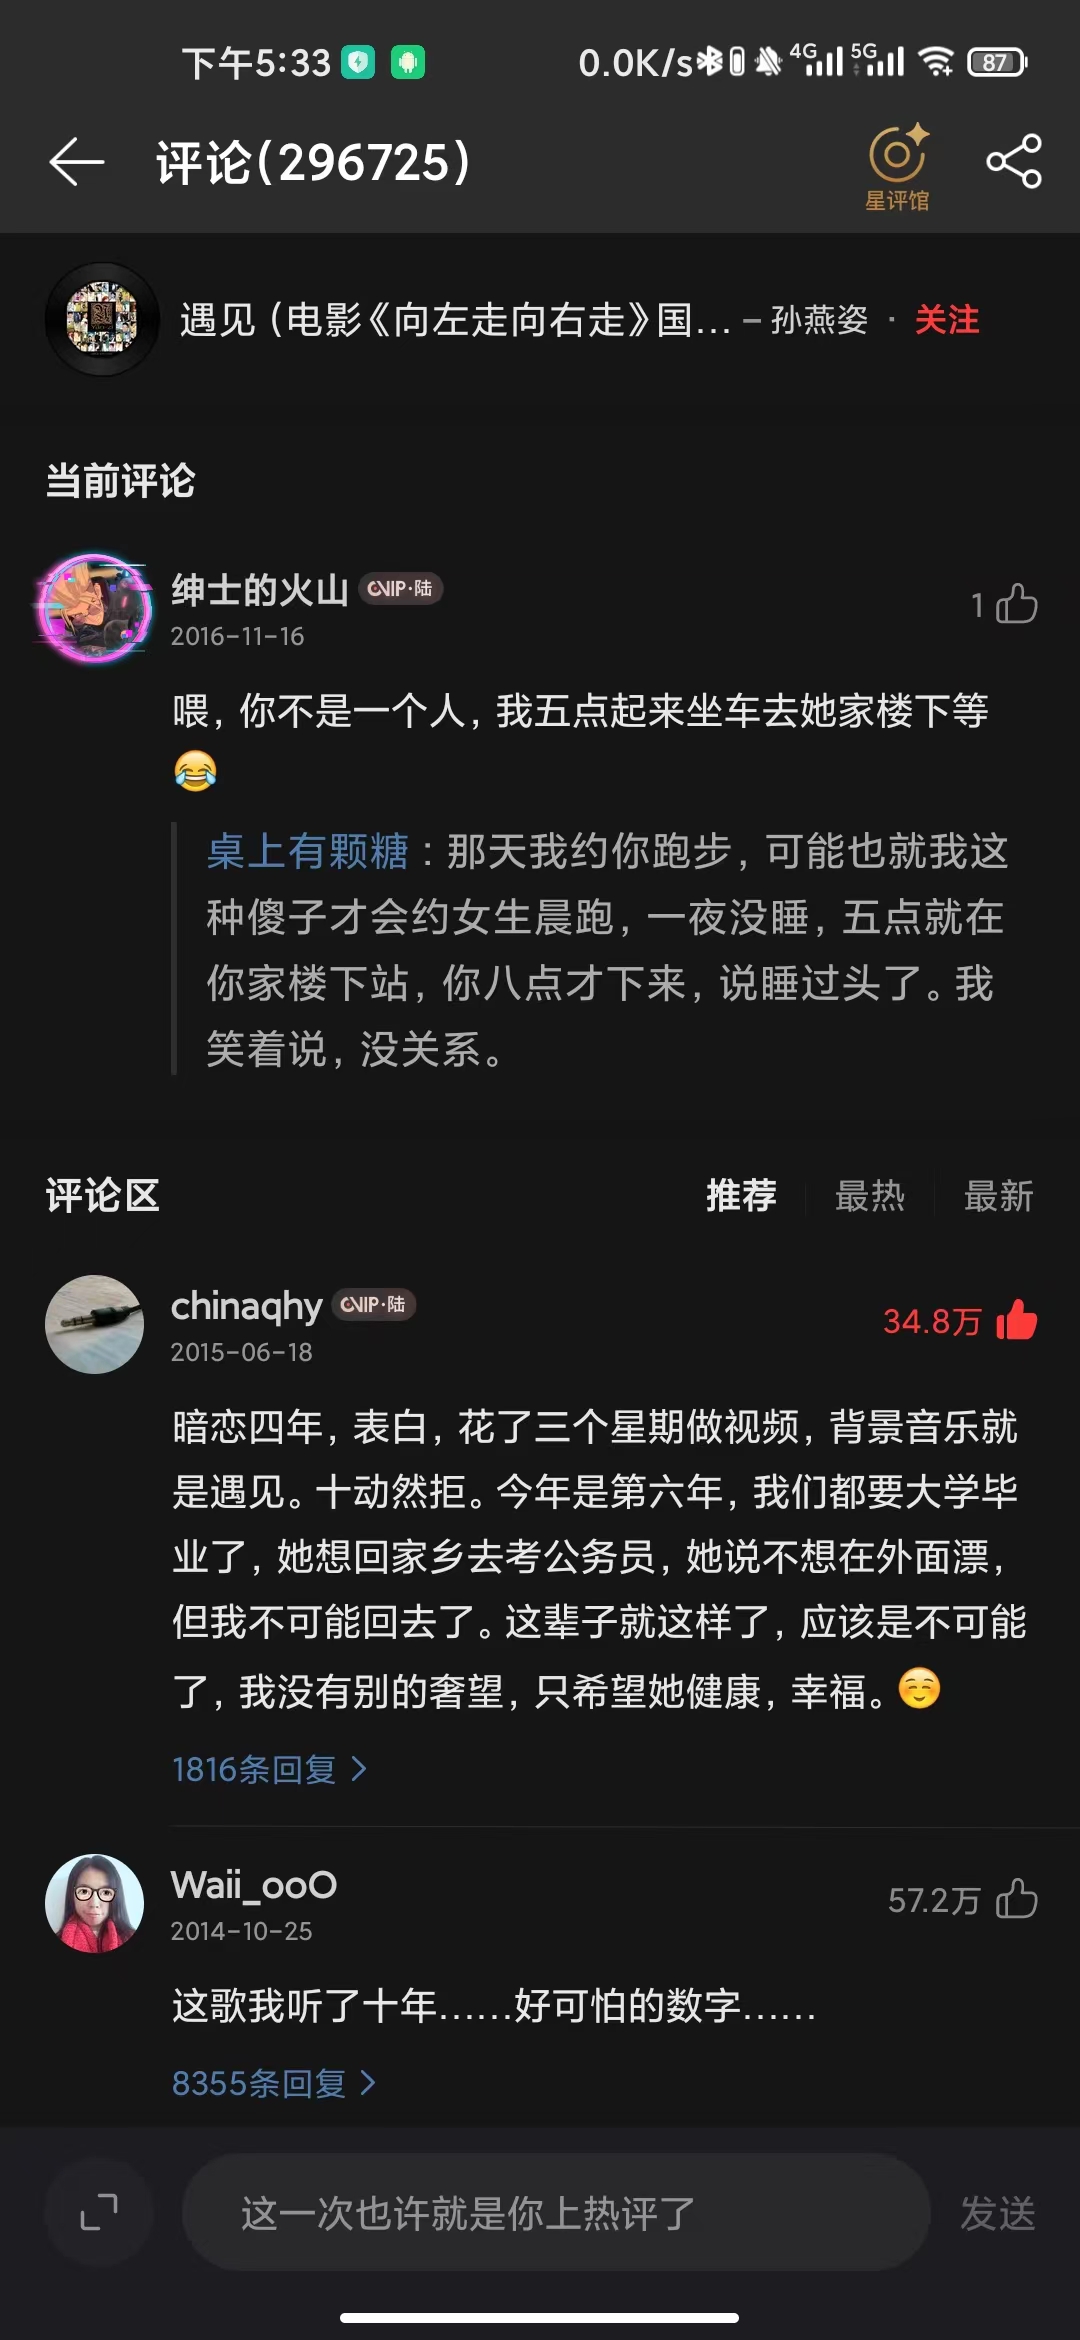 下午5:33
0.0K/s 4G 5G 87
评论(296725)
星评馆
遇见（电影《向左走向右走》国... – 孙燕姿 · 关注
当前评论
绅士的火山 VIP·陆
2016-11-16
1
喂，你不是一个人，我五点起来坐车去她家楼下等
😂
桌上有颗糖：那天我约你跑步，可能也就我这
种傻子才会约女生晨跑，一夜没睡，五点就在
你家楼下站，你八点才下来，说睡过头了。我
笑着说，没关系。
评论区
推荐 最热 最新
chinaqhy VIP·陆
2015-06-18
34.8万
暗恋四年，表白，花了三个星期做视频，背景音乐就
是遇见。十动然拒。今年是第六年，我们都要大学毕
业了，她想回家乡去考公务员，她说不想在外面漂，
但我不可能回去了。这辈子就这样了，应该是不可能
了，我没有别的奢望，只希望她健康，幸福。☺️
1816条回复 >
Waii_ooO
2014-10-25
57.2万
这歌我听了十年......好可怕的数字......
8355条回复 >
这一次也许就是你上热评了
发送